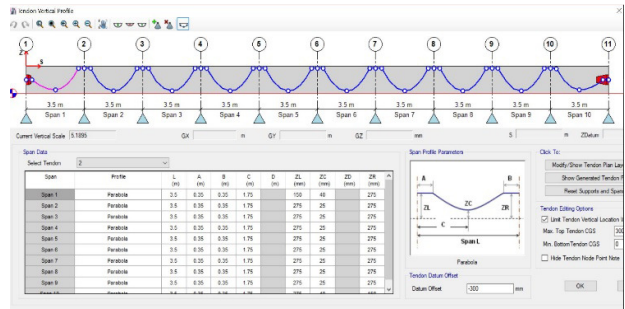 Tendon Vertical Profile
1 2 3 4 5 6 7 8 9 10 11
Z
S
3.5 m 3.5 m 3.5 m 3.5 m 3.5 m 3.5 m 3.5 m 3.5 m 3.5 m 3.5 m
Span 1 Span 2 Span 3 Span 4 Span 5 Span 6 Span 7 Span 8 Span 9 Span 10
Current Vertical Scale 5.1895 GX m GY m GZ mm S m ZDatum
Span Data
Select Tendon 2
Span Profile L (m) A (m) B (m) C (m) D (m) ZL (mm) ZC (mm) ZD (mm) ZR (mm)
Span 1 Parabola 3.5 0.35 0.35 1.75 150 40 275
Span 2 Parabola 3.5 0.35 0.35 1.75 275 25 275
Span 3 Parabola 3.5 0.35 0.35 1.75 275 25 275
Span 4 Parabola 3.5 0.35 0.35 1.75 275 25 275
Span 5 Parabola 3.5 0.35 0.35 1.75 275 25 275
Span 6 Parabola 3.5 0.35 0.35 1.75 275 25 275
Span 7 Parabola 3.5 0.35 0.35 1.75 275 25 275
Span 8 Parabola 3.5 0.35 0.35 1.75 275 25 275
Span 9 Parabola 3.5 0.35 0.35 1.75 275 25 275
Span Profile Parameters
A B
ZL ZC ZR
C
Span L
Parabola
Tendon Datum Offset
Datum Offset -300 mm
Click To:
Modify/Show Tendon Plan Lay
Show Generated Tendon P
Reset Supports and Span
Tendon Editing Options
Limit Tendon Vertical Location
Max. Top Tendon CGS 300
Min. Bottom Tendon CGS 0
Hide Tendon Node Point Note
OK